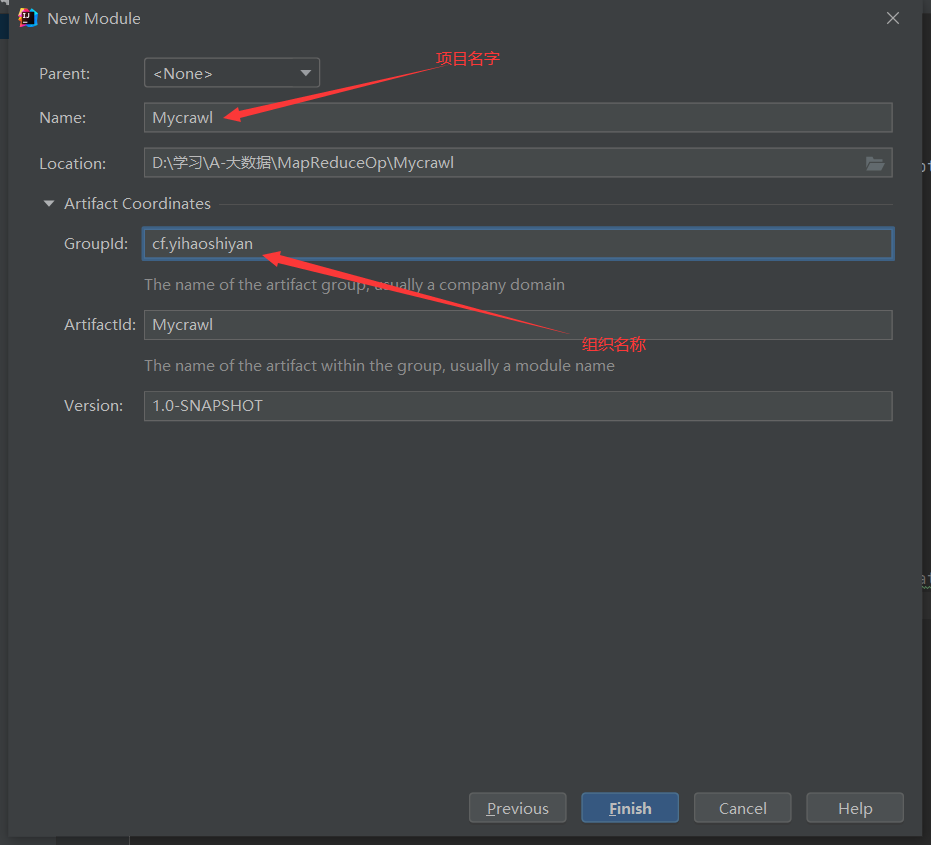 New Module
项目名字
Parent: <None>
Name: Mycrawl
Location: D:\学习\A-大数据\MapReduceOp\Mycrawl
Artifact Coordinates
GroupId: cf.yihaoshiyan
The name of the artifact group, usually a company domain
ArtifactId: Mycrawl
组织名称
The name of the artifact within the group, usually a module name
Version: 1.0-SNAPSHOT
Previous Finish Cancel Help